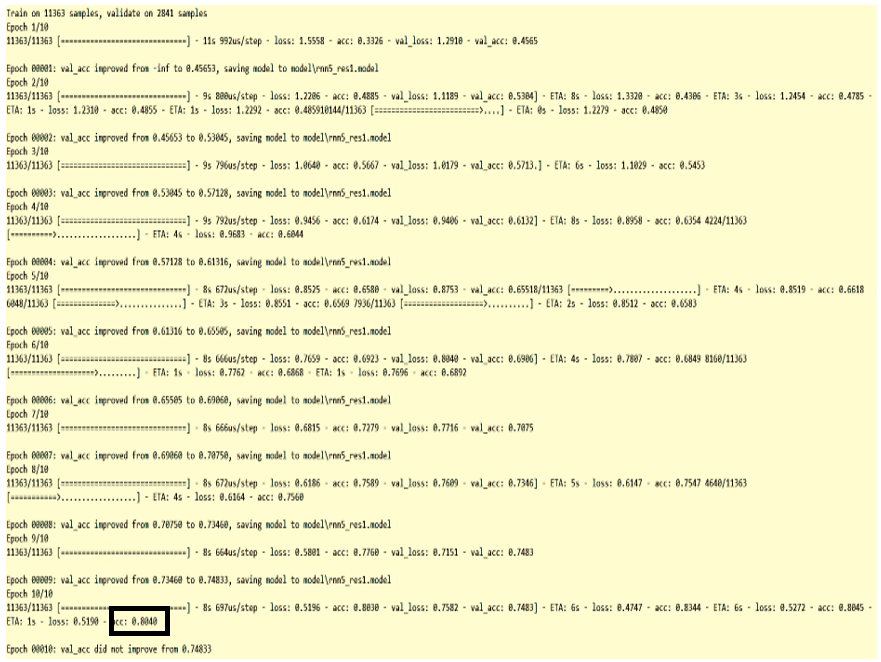 Train on 11363 samples, validate on 2841 samples
Epoch 1/10
11363/11363 [==============================] - 11s 992us/step - loss: 1.5558 - acc: 0.3326 - val_loss: 1.2910 - val_acc: 0.4565
Epoch 00001: val_acc improved from -inf to 0.45653, saving model to model\rnn5_res1.model
Epoch 2/10
11363/11363 [==============================] - 9s 800us/step - loss: 1.2206 - acc: 0.4885 - val_loss: 1.1189 - val_acc: 0.5304] - ETA: 8s - loss: 1.3320 - acc: 0.4306 - ETA: 3s - loss: 1.2454 - acc: 0.4785 -
ETA: 1s - loss: 1.2310 - acc: 0.4855 - ETA: 1s - loss: 1.2292 - acc: 0.485910144/11363 [==========================>....] - ETA: 0s - loss: 1.2279 - acc: 0.4850
Epoch 00002: val_acc improved from 0.45653 to 0.53045, saving model to model\rnn5_res1.model
Epoch 3/10
11363/11363 [==============================] - 9s 796us/step - loss: 1.0640 - acc: 0.5667 - val_loss: 1.0179 - val_acc: 0.5713.] - ETA: 6s - loss: 1.1029 - acc: 0.5453
Epoch 00003: val_acc improved from 0.53045 to 0.57128, saving model to model\rnn5_res1.model
Epoch 4/10
11363/11363 [==============================] - 9s 792us/step - loss: 0.9456 - acc: 0.6174 - val_loss: 0.9406 - val_acc: 0.6132] - ETA: 8s - loss: 0.8958 - acc: 0.6354 4224/11363
[==========>...................] - ETA: 4s - loss: 0.9683 - acc: 0.6044
Epoch 00004: val_acc improved from 0.57128 to 0.61316, saving model to model\rnn5_res1.model
Epoch 5/10
11363/11363 [==============================] - 8s 672us/step - loss: 0.8525 - acc: 0.6580 - val_loss: 0.8753 - val_acc: 0.65518/11363 [=========>....................] - ETA: 4s - loss: 0.8519 - acc: 0.6618
6048/11363 [==============>...............] - ETA: 3s - loss: 0.8551 - acc: 0.6569 7936/11363 [===================>..........] - ETA: 2s - loss: 0.8512 - acc: 0.6583
Epoch 00005: val_acc improved from 0.61316 to 0.65505, saving model to model\rnn5_res1.model
Epoch 6/10
11363/11363 [==============================] - 8s 666us/step - loss: 0.7659 - acc: 0.6923 - val_loss: 0.8040 - val_acc: 0.6906] - ETA: 4s - loss: 0.7807 - acc: 0.6849 8160/11363
[====================>.........] - ETA: 1s - loss: 0.7762 - acc: 0.6868 - ETA: 1s - loss: 0.7696 - acc: 0.6892
Epoch 00006: val_acc improved from 0.65505 to 0.69060, saving model to model\rnn5_res1.model
Epoch 7/10
11363/11363 [==============================] - 8s 666us/step - loss: 0.6815 - acc: 0.7279 - val_loss: 0.7716 - val_acc: 0.7075
Epoch 00007: val_acc improved from 0.69060 to 0.70750, saving model to model\rnn5_res1.model
Epoch 8/10
11363/11363 [==============================] - 8s 672us/step - loss: 0.6186 - acc: 0.7589 - val_loss: 0.7609 - val_acc: 0.7346] - ETA: 5s - loss: 0.6147 - acc: 0.7547 4640/11363
[===========>..................] - ETA: 4s - loss: 0.6164 - acc: 0.7560
Epoch 00008: val_acc improved from 0.70750 to 0.73460, saving model to model\rnn5_res1.model
Epoch 9/10
11363/11363 [==============================] - 8s 664us/step - loss: 0.5801 - acc: 0.7760 - val_loss: 0.7151 - val_acc: 0.7483
Epoch 00009: val_acc improved from 0.73460 to 0.74833, saving model to model\rnn5_res1.model
Epoch 10/10
11363/11363 [==============================] - 8s 697us/step - loss: 0.5196 - acc: 0.8030 - val_loss: 0.7582 - val_acc: 0.7483] - ETA: 6s - loss: 0.4747 - acc: 0.8344 - ETA: 6s - loss: 0.5272 - acc: 0.8045 -
ETA: 1s - loss: 0.5190 - acc: 0.8040
Epoch 00010: val_acc did not improve from 0.74833